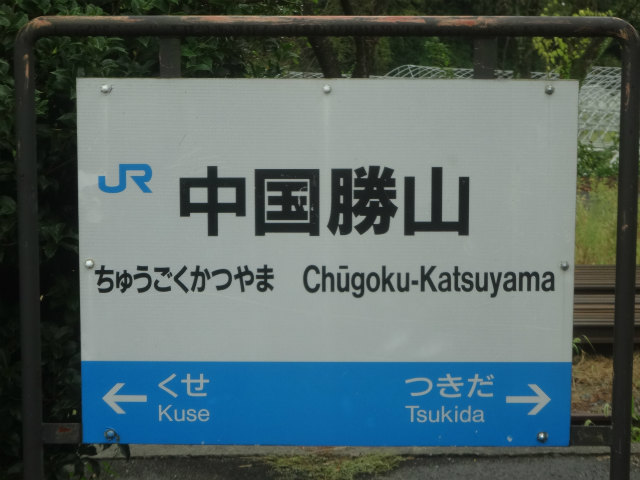 JR 中国勝山
ちゅうごくかつやま Chūgoku-Katsuyama
← くせ つきだ →
Kuse Tsukida